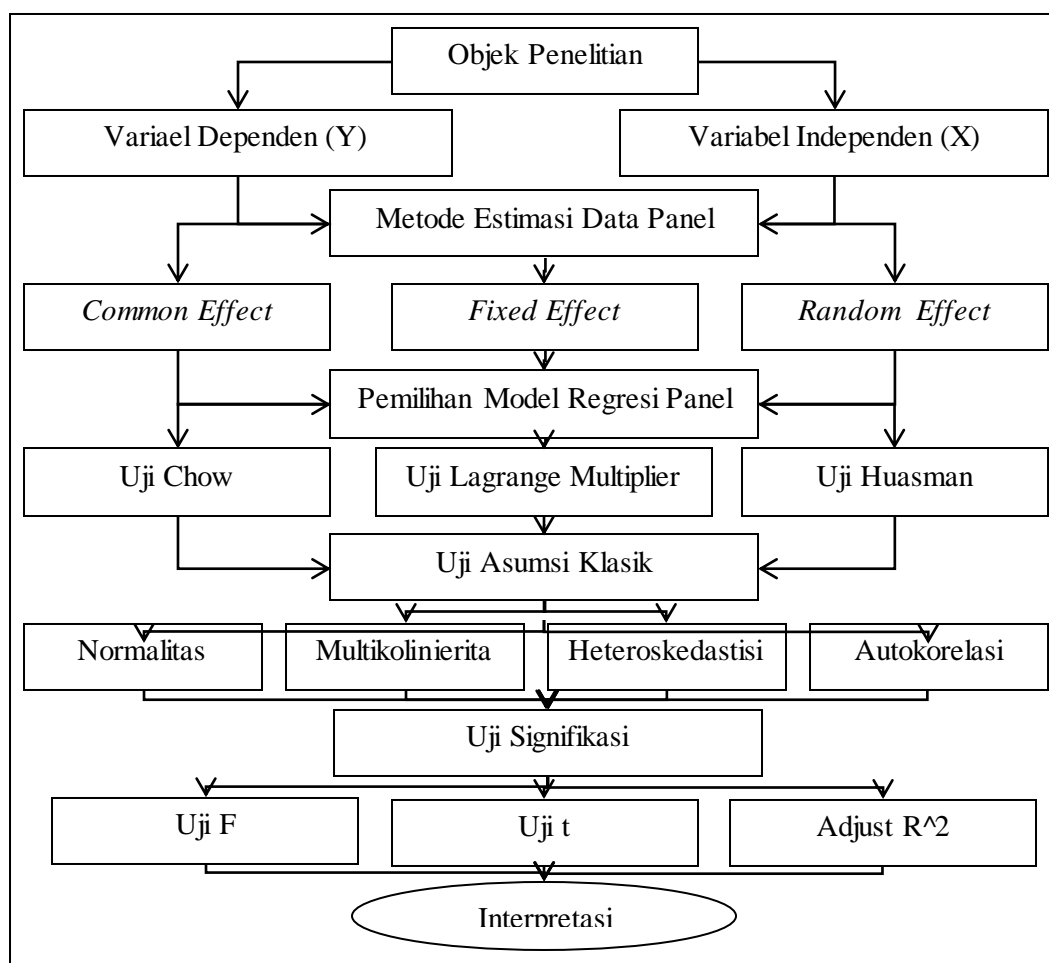 Objek Penelitian
Variael Dependen (Y)
Variabel Independen (X)
Metode Estimasi Data Panel
Common Effect
Fixed Effect
Random Effect
Pemilihan Model Regresi Panel
Uji Chow
Uji Lagrange Multiplier
Uji Huasman
Uji Asumsi Klasik
Normalitas
Multikolinierita
Heteroskedastisi
Autokorelasi
Uji Signifikasi
Uji F
Uji t
Adjust R^2
Interpretasi